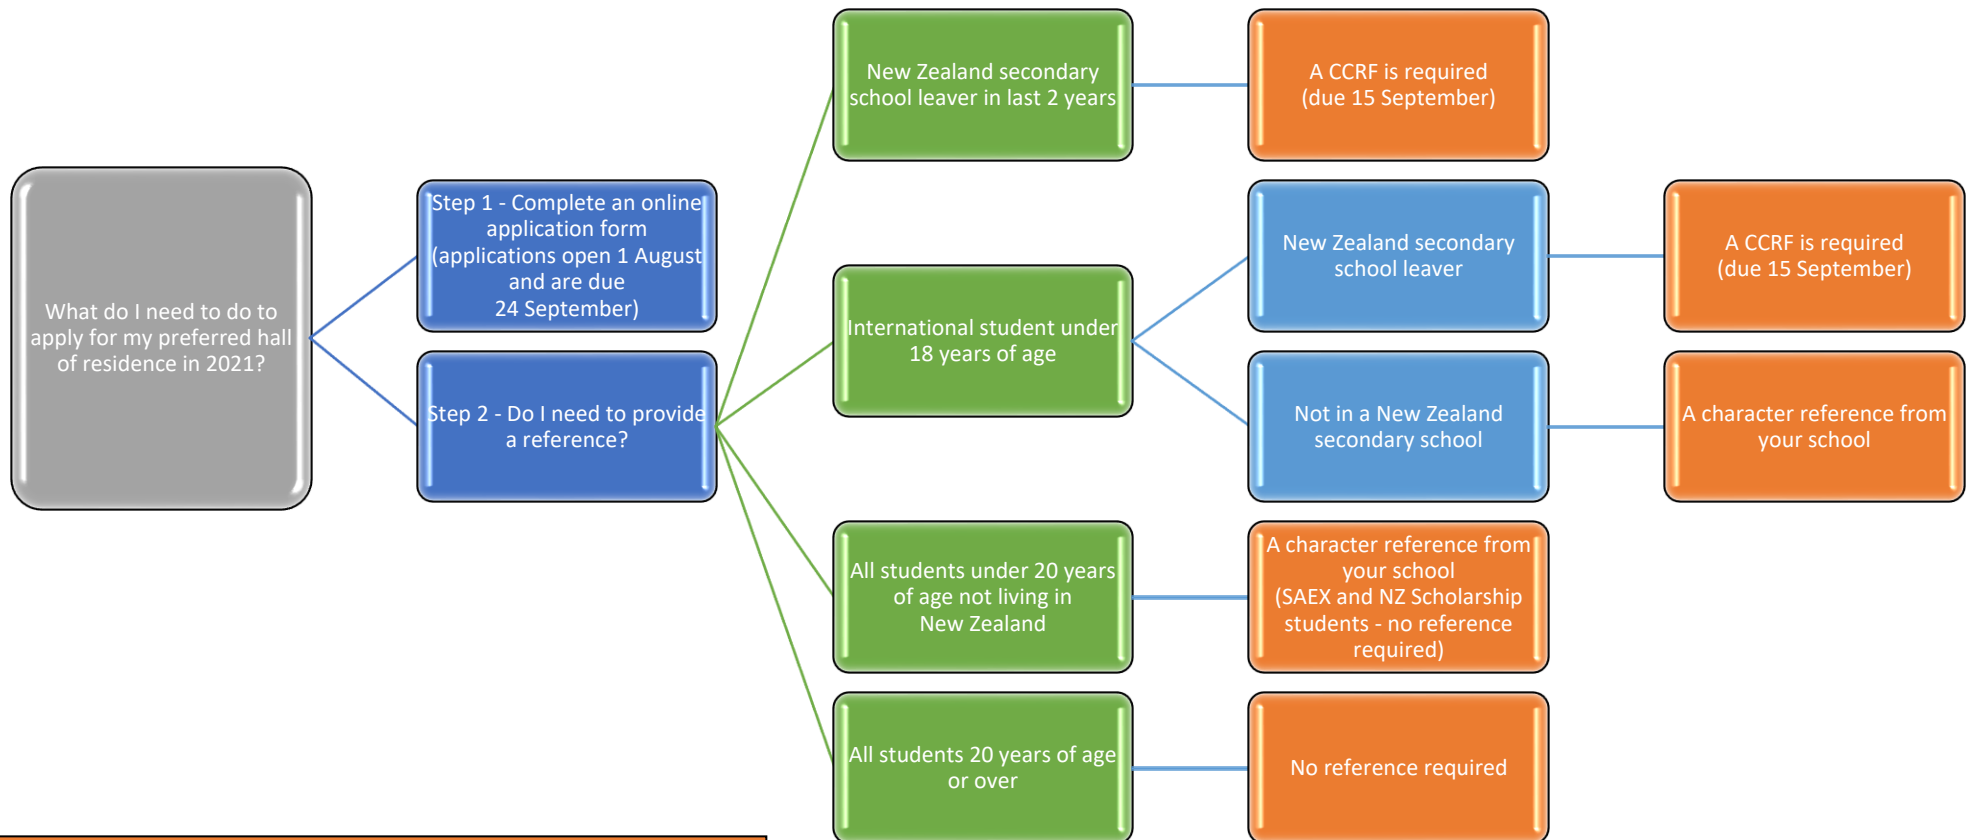 What do I need to do to
apply for my preferred hall
of residence in 2021?
Step 1 - Complete an online
application form
(applications open 1 August
and are due
24 September)
Step 2 - Do I need to provide
a reference?
New Zealand secondary
school leaver in last 2 years
A CCRF is required
(due 15 September)
International student under
18 years of age
New Zealand secondary
school leaver
A CCRF is required
(due 15 September)
Not in a New Zealand
secondary school
A character reference from
your school
All students under 20 years
of age not living in
New Zealand
A character reference from
your school
(SAEX and NZ Scholarship
students - no reference
required)
All students 20 years of age
or over
No reference required